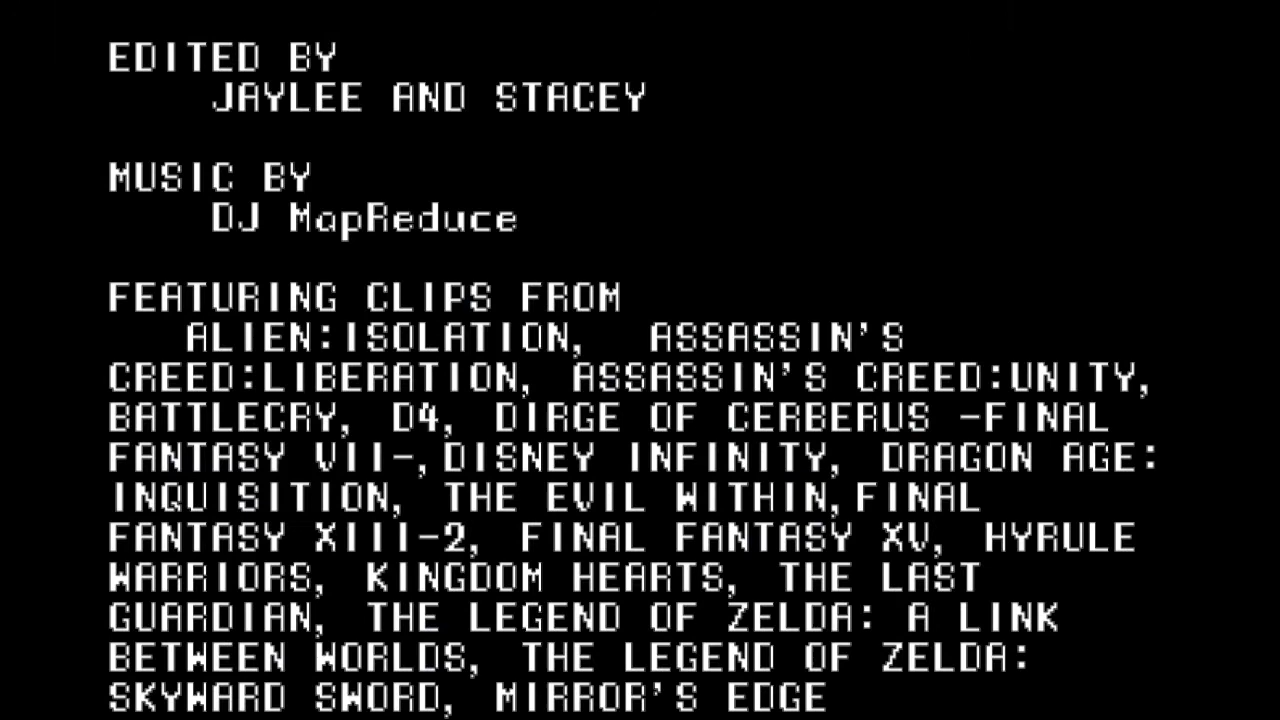 EDITED BY
JAYLEE AND STACEY
MUSIC BY
DJ MapReduce
FEATURING CLIPS FROM
ALIEN:ISOLATION, ASSASSIN'S
CREED:LIBERATION, ASSASSIN'S CREED:UNITY,
BATTLECRY, D4, DIRGE OF CERBERUS -FINAL
FANTASY VII-,DISNEY INFINITY, DRAGON AGE:
INQUISITION, THE EVIL WITHIN,FINAL
FANTASY XIII-2, FINAL FANTASY XV, HYRULE
WARRIORS, KINGDOM HEARTS, THE LAST
GUARDIAN, THE LEGEND OF ZELDA: A LINK
BETWEEN WORLDS, THE LEGEND OF ZELDA:
SKYWARD SWORD, MIRROR'S EDGE